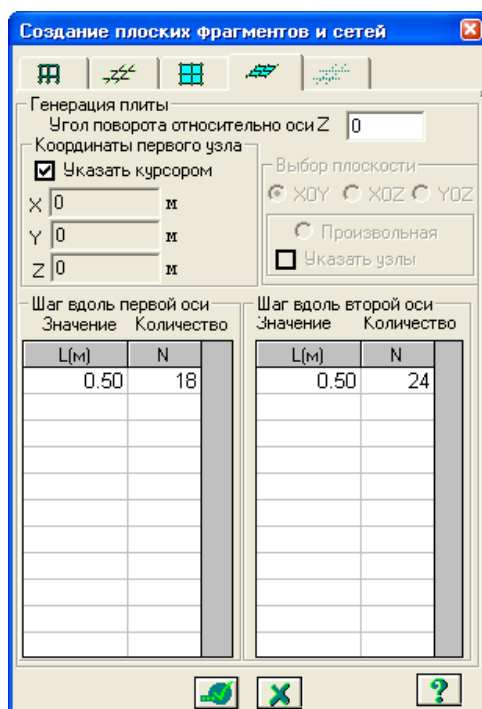 Создание плоских фрагментов и сетей
Генерация плиты
Угол поворота относительно оси Z 0
Координаты первого узла
Указать курсором
X 0 м
Y 0 м
Z 0 м
Выбор плоскости
XOY XOZ YOZ
Произвольная
Указать узлы
Шаг вдоль первой оси
Значение Количество
L(м) N
0.50 18
Шаг вдоль второй оси
Значение Количество
L(м) N
0.50 24
?